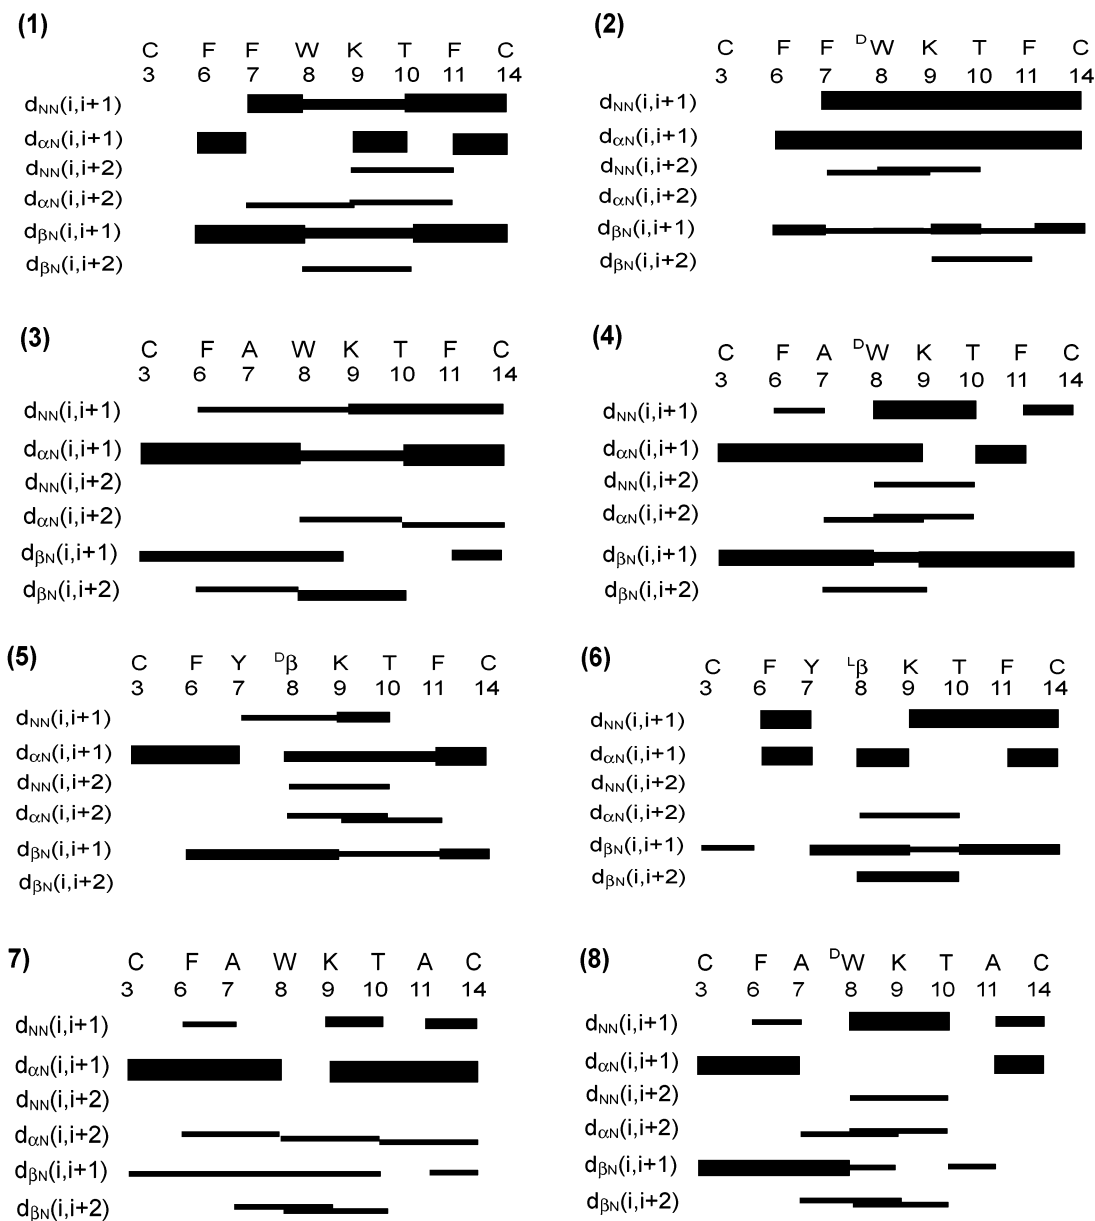 (1)
C F F W K T F C
3 6 7 8 9 10 11 14
dNN(i,i+1)
dαN(i,i+1)
dNN(i,i+2)
dαN(i,i+2)
dβN(i,i+1)
dβN(i,i+2)
(2)
C F F DW K T F C
3 6 7 8 9 10 11 14
dNN(i,i+1)
dαN(i,i+1)
dNN(i,i+2)
dαN(i,i+2)
dβN(i,i+1)
dβN(i,i+2)
(3)
C F A W K T F C
3 6 7 8 9 10 11 14
dNN(i,i+1)
dαN(i,i+1)
dNN(i,i+2)
dαN(i,i+2)
dβN(i,i+1)
dβN(i,i+2)
(4)
C F A DW K T F C
3 6 7 8 9 10 11 14
dNN(i,i+1)
dαN(i,i+1)
dNN(i,i+2)
dαN(i,i+2)
dβN(i,i+1)
dβN(i,i+2)
(5)
C F Y Dβ K T F C
3 6 7 8 9 10 11 14
dNN(i,i+1)
dαN(i,i+1)
dNN(i,i+2)
dαN(i,i+2)
dβN(i,i+1)
dβN(i,i+2)
(6)
C F Y Lβ K T F C
3 6 7 8 9 10 11 14
dNN(i,i+1)
dαN(i,i+1)
dNN(i,i+2)
dαN(i,i+2)
dβN(i,i+1)
dβN(i,i+2)
7)
C F A W K T A C
3 6 7 8 9 10 11 14
dNN(i,i+1)
dαN(i,i+1)
dNN(i,i+2)
dαN(i,i+2)
dβN(i,i+1)
dβN(i,i+2)
(8)
C F A DW K T A C
3 6 7 8 9 10 11 14
dNN(i,i+1)
dαN(i,i+1)
dNN(i,i+2)
dαN(i,i+2)
dβN(i,i+1)
dβN(i,i+2)